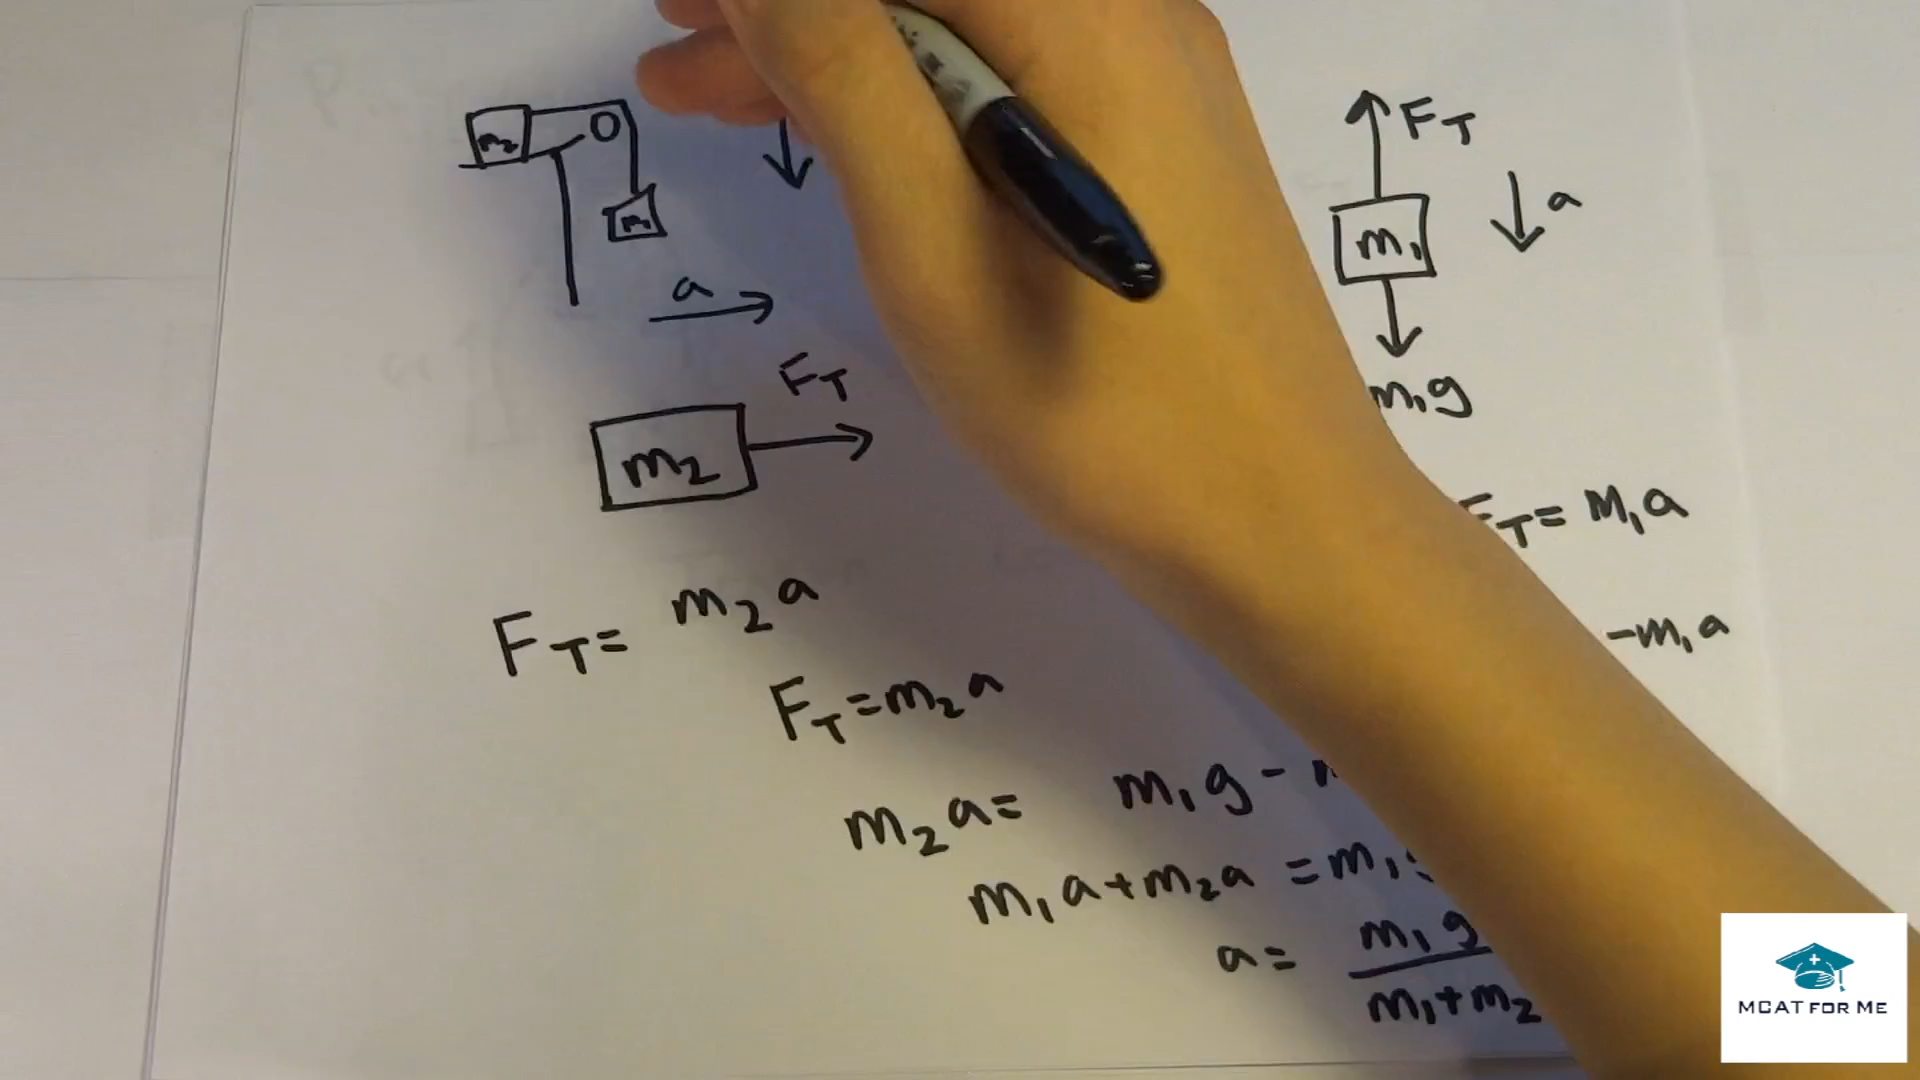 m2
m1
a
FT
m2
FT
m1
a
m1g
FT = m1a
FT = m2a
-m1a
FT = m2a
m2a = m1g -
m1a + m2a = m1
a = m1g
m1 + m2
MCAT FOR ME